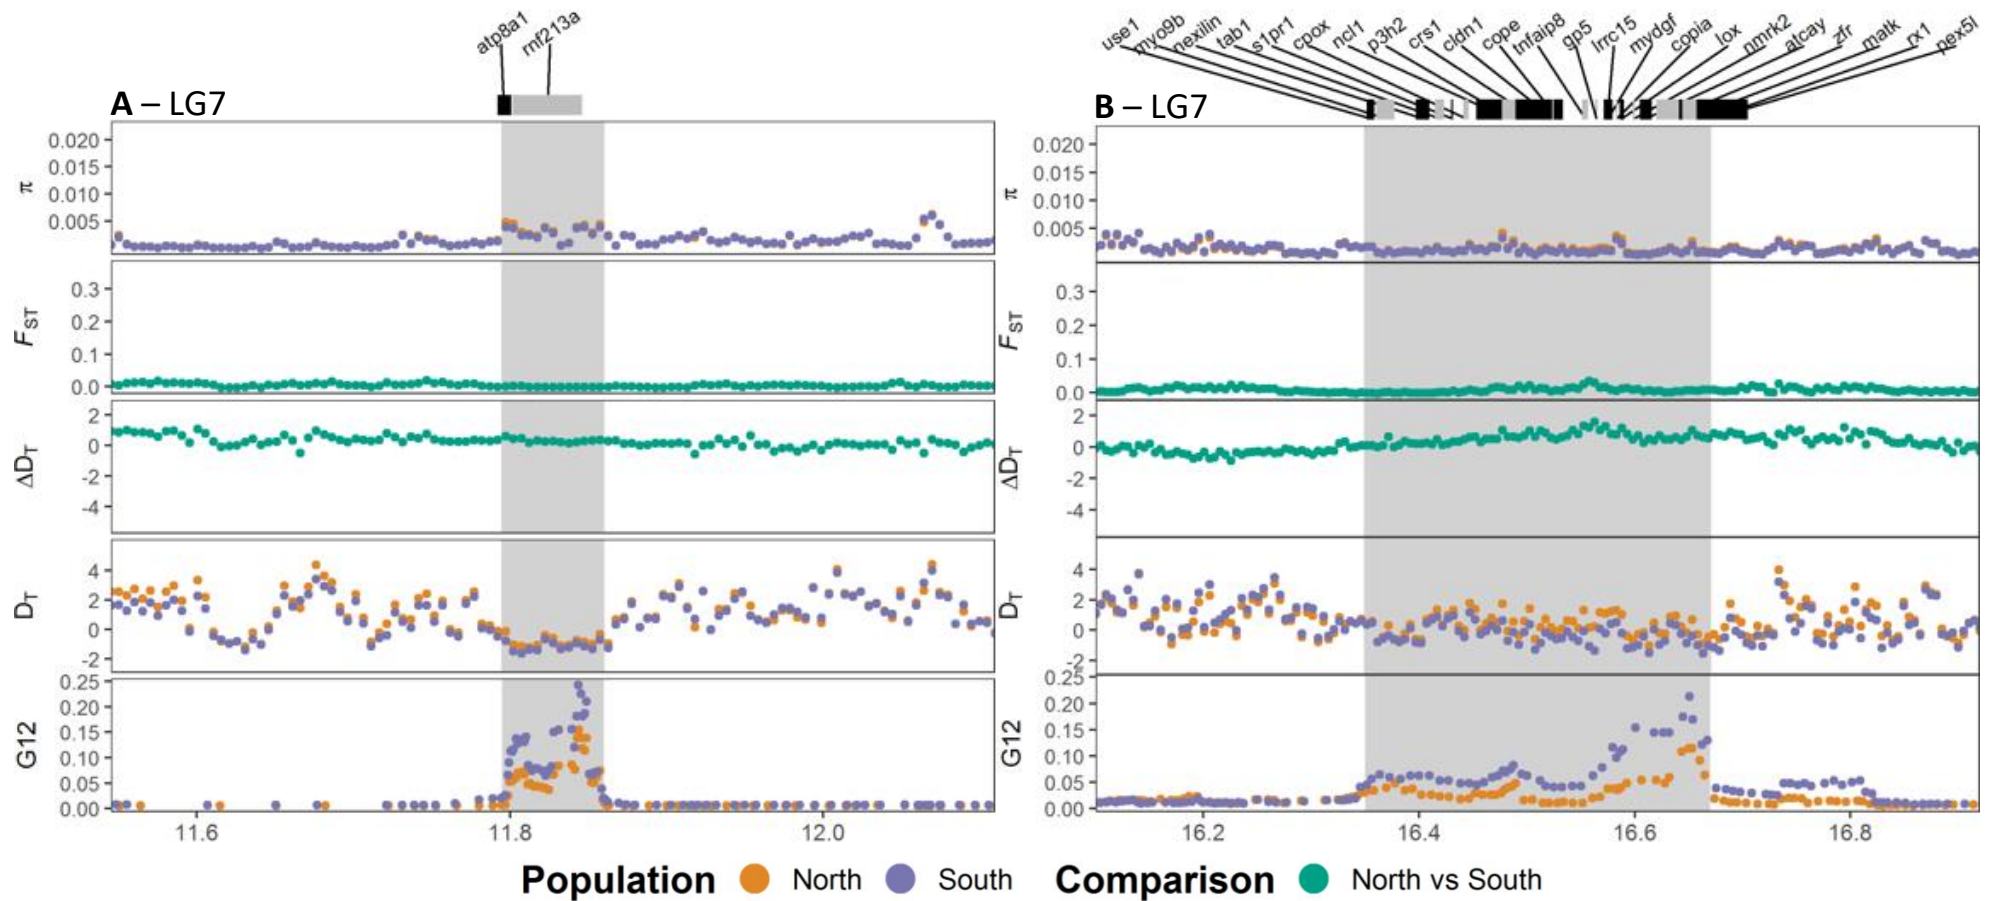 atp8a1 rnf213a
use1 myo9b nexilin tab1 s1pr1 cpox ncl1 p3h2 crs1 cldn1 cope tnfaip8 gp5 lrrc15 mydgf copia lox nmrk2 atcay zfr matk rx1 pex5l
A – LG7
B – LG7
π
0.020
0.015
0.010
0.005
FST
0.3
0.2
0.1
0.0
ΔDT
2
0
-2
-4
DT
4
2
0
-2
G12
0.25
0.20
0.15
0.10
0.05
0.00
11.6 11.8 12.0
π
0.020
0.015
0.010
0.005
FST
0.3
0.2
0.1
0.0
ΔDT
2
0
-2
-4
DT
4
2
0
-2
G12
0.25
0.20
0.15
0.10
0.05
0.00
16.2 16.4 16.6 16.8
Population North South Comparison North vs South